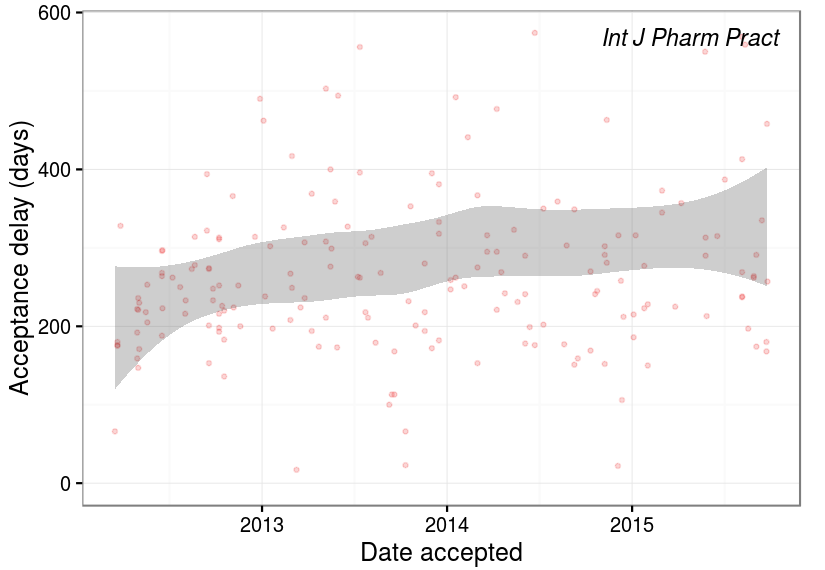 Int J Pharm Pract
Acceptance delay (days)
600
400
200
0
2013 2014 2015
Date accepted